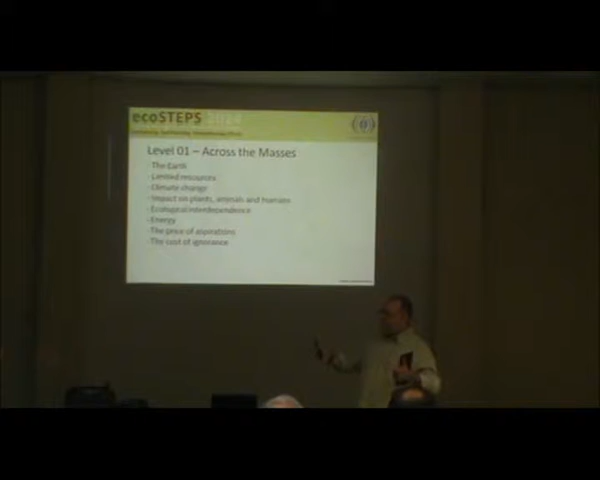 ecoSTEPS
Level 01 – Across the Masses
- The Earth
- Limited resources
- Climate change
- Impact on plants, animals and humans
- Ecological interdependence
- Energy
- The price of aspirations
- The cost of ignorance